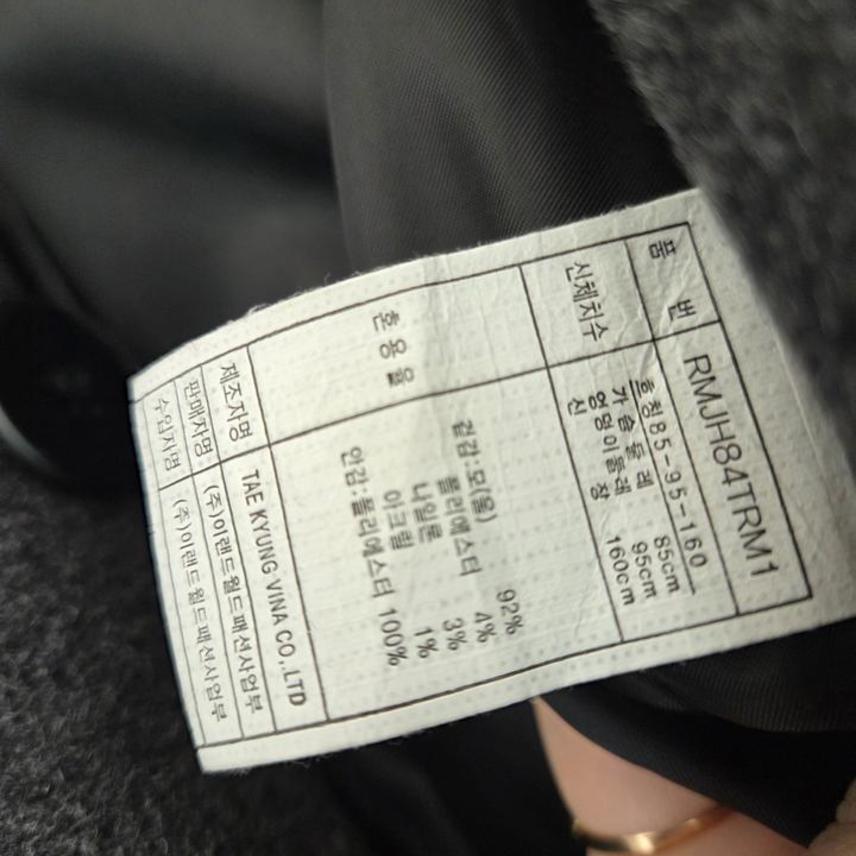 품 번 RMJH84TRM1
신체치수 호칭85-95-160
가슴둘레 85cm
엉덩이둘레 95cm
신 장 160cm
혼용율 겉감:모(울) 92%
폴리에스터 4%
나일론 3%
아크릴 1%
안감:폴리에스터 100%
제조자명 TAE KYUNG VINA CO,.LTD
판매자명 (주)이랜드월드패션사업부
수입자명 (주)이랜드월드패션사업부